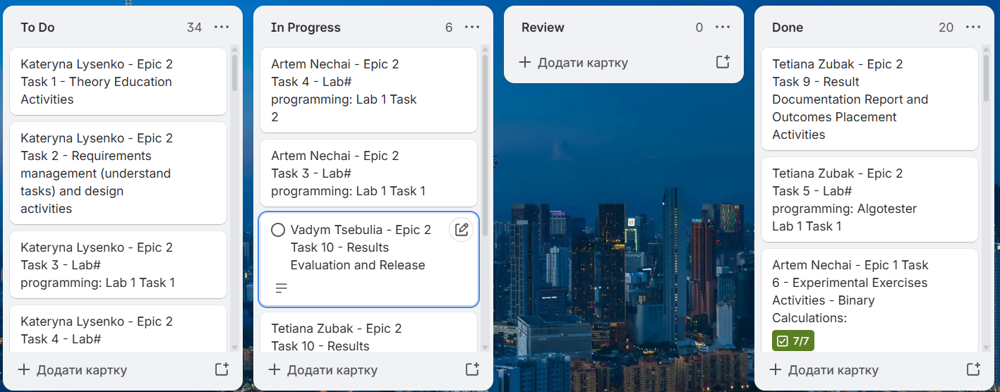 To Do
34
Kateryna Lysenko - Epic 2
Task 1 - Theory Education
Activities
Kateryna Lysenko - Epic 2
Task 2 - Requirements
management (understand
tasks) and design
activities
Kateryna Lysenko - Epic 2
Task 3 - Lab#
programming: Lab 1 Task 1
Kateryna Lysenko - Epic 2
Task 4 - Lab#
Додати картку
In Progress
6
Artem Nechai - Epic 2
Task 4 - Lab#
programming: Lab 1 Task
2
Artem Nechai - Epic 2
Task 3 - Lab#
programming: Lab 1 Task 1
Vadym Tsebulia - Epic 2
Task 10 - Results
Evaluation and Release
Tetiana Zubak - Epic 2
Task 10 - Results
Додати картку
Review
0
Додати картку
Done
20
Tetiana Zubak - Epic 2
Task 9 - Result
Documentation Report and
Outcomes Placement
Activities
Tetiana Zubak - Epic 2
Task 5 - Lab#
programming: Algotester
Lab 1 Task 1
Artem Nechai - Epic 1 Task
6 - Experimental Exercises
Activities - Binary
Calculations:
7/7
Додати картку